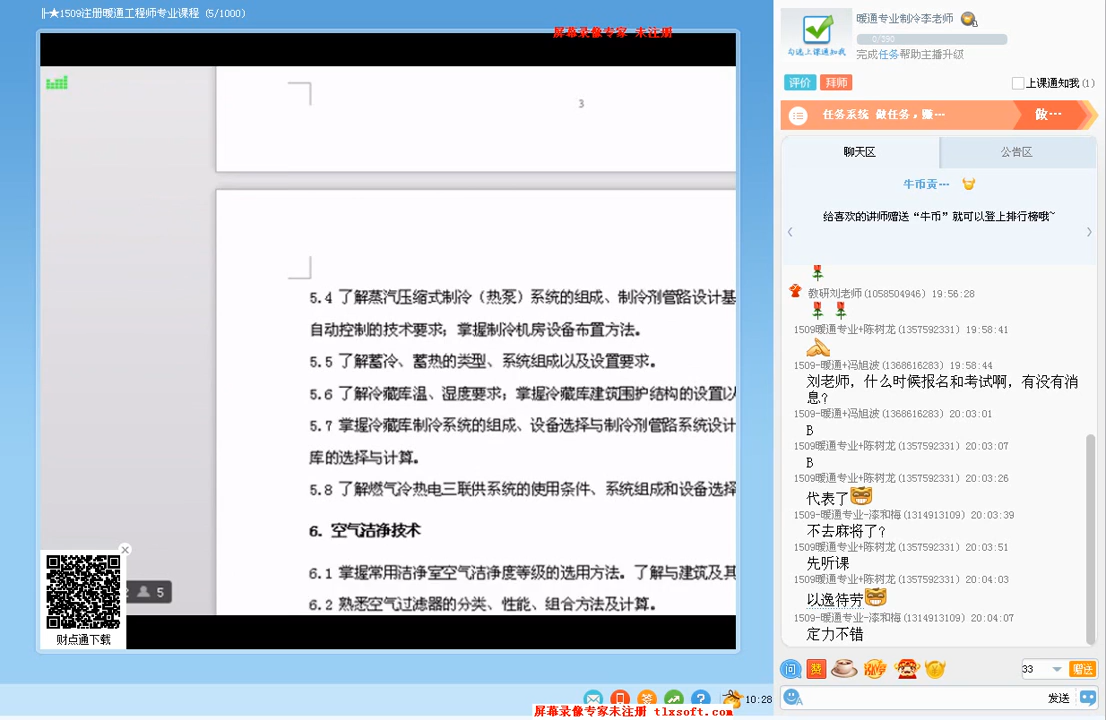 ╟★1509注册暖通工程师专业课程 (5/1000)
屏幕录像专家 未注册
3
5.4 了解蒸汽压缩式制冷（热泵）系统的组成、制冷剂管路设计基
自动控制的技术要求；掌握制冷机房设备布置方法。
5.5 了解蓄冷、蓄热的类型、系统组成以及设置要求。
5.6 了解冷藏库温、湿度要求；掌握冷藏库建筑围护结构的设置以
5.7 掌握冷藏库制冷系统的组成、设备选择与制冷剂管路系统设计
库的选择与计算。
5.8 了解燃气冷热电三联供系统的使用条件、系统组成和设备选择
6. 空气洁净技术
6.1 掌握常用洁净室空气洁净度等级的选用方法。了解与建筑及其
6.2 熟悉空气过滤器的分类、性能、组合方法及计算。
5
财点通下载
10:28
屏幕录像专家未注册 tlxsoft.com
勾选上课通知我
暖通专业制冷李老师
0/390
完成任务帮助主播升级
评价
拜师
上课通知我(1)
任务系统 做任务，赚…
做…
聊天区
公告区
牛币贡…
给喜欢的讲师赠送“牛币”就可以登上排行榜哦~
教研刘老师(1058504946) 19:56:28
1509暖通专业+陈树龙(1357592331) 19:58:41
1509-暖通+冯旭波(1368616283) 19:58:44
刘老师，什么时候报名和考试啊，有没有消
息？
1509-暖通+冯旭波(1368616283) 20:03:01
B
1509暖通专业+陈树龙(1357592331) 20:03:07
B
1509暖通专业+陈树龙(1357592331) 20:03:26
代表了
1509-暖通专业-漆和梅(1314913109) 20:03:39
不去麻将了？
1509暖通专业+陈树龙(1357592331) 20:03:51
先听课
1509暖通专业+陈树龙(1357592331) 20:04:03
以逸待劳
1509-暖通专业-漆和梅(1314913109) 20:04:07
定力不错
问
赞
33
赠送
发送